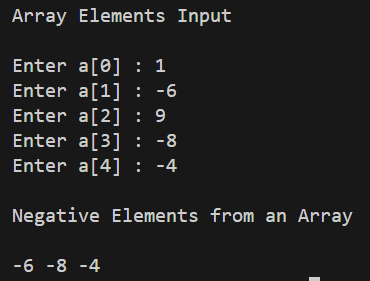 Array Elements Input
Enter a[0] : 1
Enter a[1] : -6
Enter a[2] : 9
Enter a[3] : -8
Enter a[4] : -4
Negative Elements from an Array
-6 -8 -4